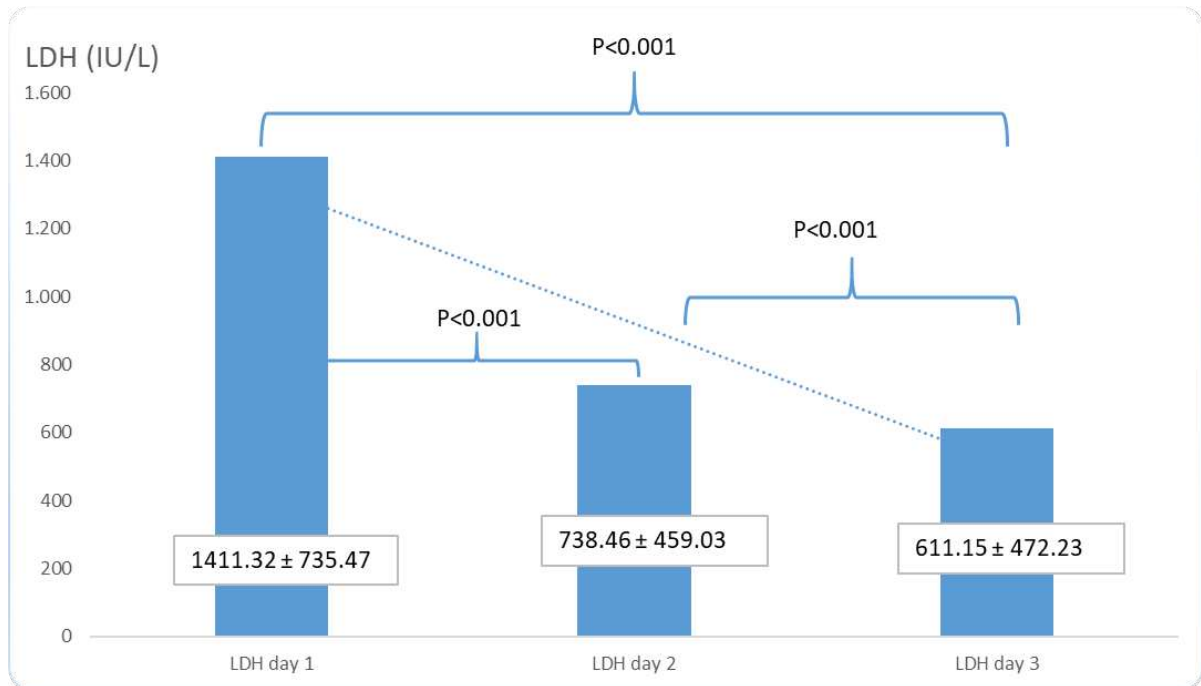 LDH (IU/L)
P<0.001
1.600
1.400
1.200
P<0.001
1.000
P<0.001
800
600
400
1411.32 ± 735.47
738.46 ± 459.03
611.15 ± 472.23
200
0
LDH day 1
LDH day 2
LDH day 3